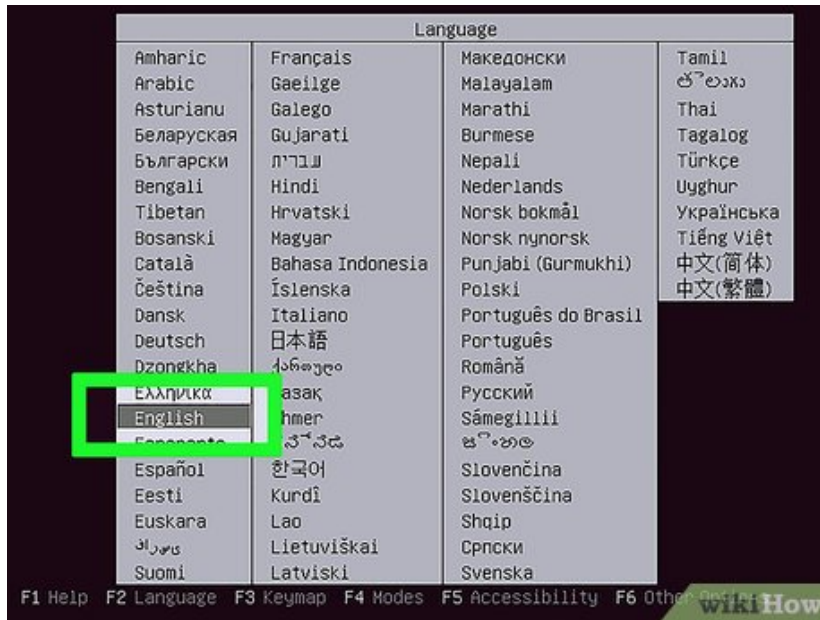 Language
Amharic
Arabic
Asturianu
Беларуская
Български
Bengali
Tibetan
Bosanski
Català
Čeština
Dansk
Deutsch
Dzongkha
Ελληνικά
English
Español
Eesti
Euskara
Suomi
Français
Gaeilge
Galego
Gujarati
עברית
Hindi
Hrvatski
Magyar
Bahasa Indonesia
Íslenska
Italiano
日本語
ქართული
한국어
Kurdî
Lao
Lietuviškai
Latviski
Македонски
Malayalam
Marathi
Burmese
Nepali
Nederlands
Norsk bokmål
Norsk nynorsk
Punjabi (Gurmukhi)
Polski
Português do Brasil
Português
Română
Русский
Sámegillii
Slovenčina
Slovenščina
Shqip
Српски
Svenska
Tamil
Thai
Tagalog
Türkçe
Uyghur
Українська
Tiếng Việt
中文(简体)
中文(繁體)
F1 Help F2 Language F3 Keymap F4 Modes F5 Accessibility F6 Other
wikiHow